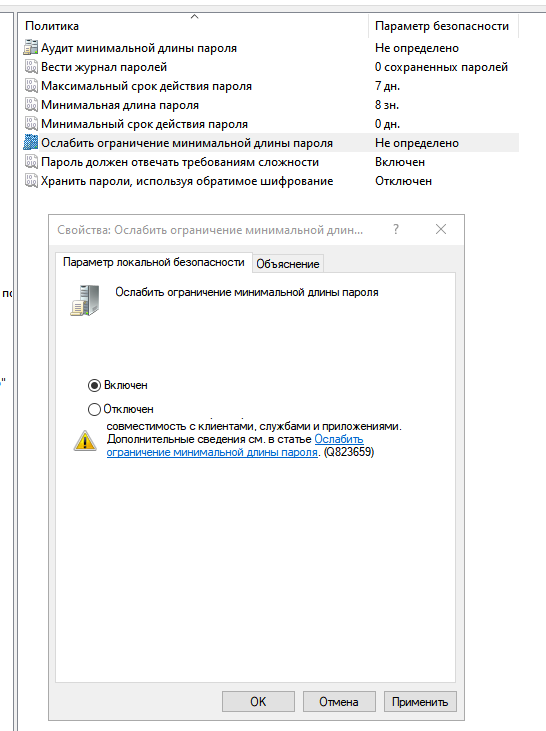 Политика Параметр безопасности
Аудит минимальной длины пароля Не определено
Вести журнал паролей 0 сохраненных паролей
Максимальный срок действия пароля 7 дн.
Минимальная длина пароля 8 зн.
Минимальный срок действия пароля 0 дн.
Ослабить ограничение минимальной длины пароля Не определено
Пароль должен отвечать требованиям сложности Включен
Хранить пароли, используя обратимое шифрование Отключен
Свойства: Ослабить ограничение минимальной длин... ?
Параметр локальной безопасности Объяснение
по
Ослабить ограничение минимальной длины пароля
Включен
Отключен
совместимость с клиентами, службами и приложениями.
Дополнительные сведения см. в статье Ослабить
ограничение минимальной длины пароля. (Q823659)
OK Отмена Применить